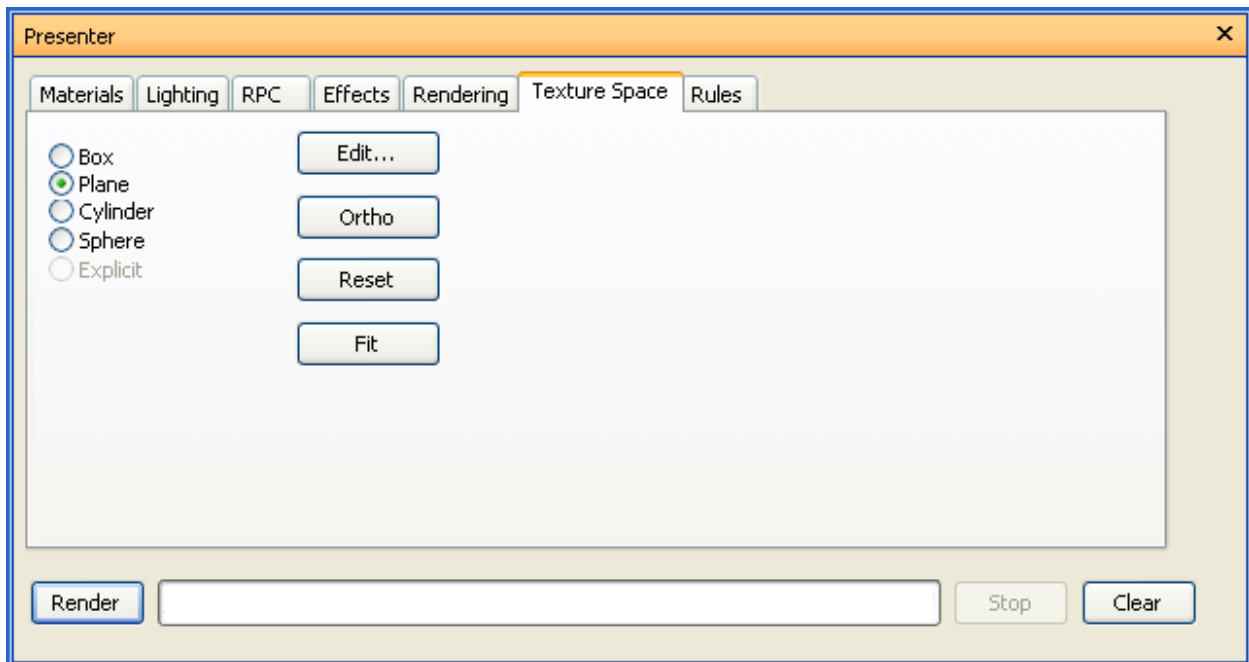 Presenter
Materials Lighting RPC Effects Rendering Texture Space Rules
Box
Plane
Cylinder
Sphere
Explicit
Edit...
Ortho
Reset
Fit
Render Stop Clear